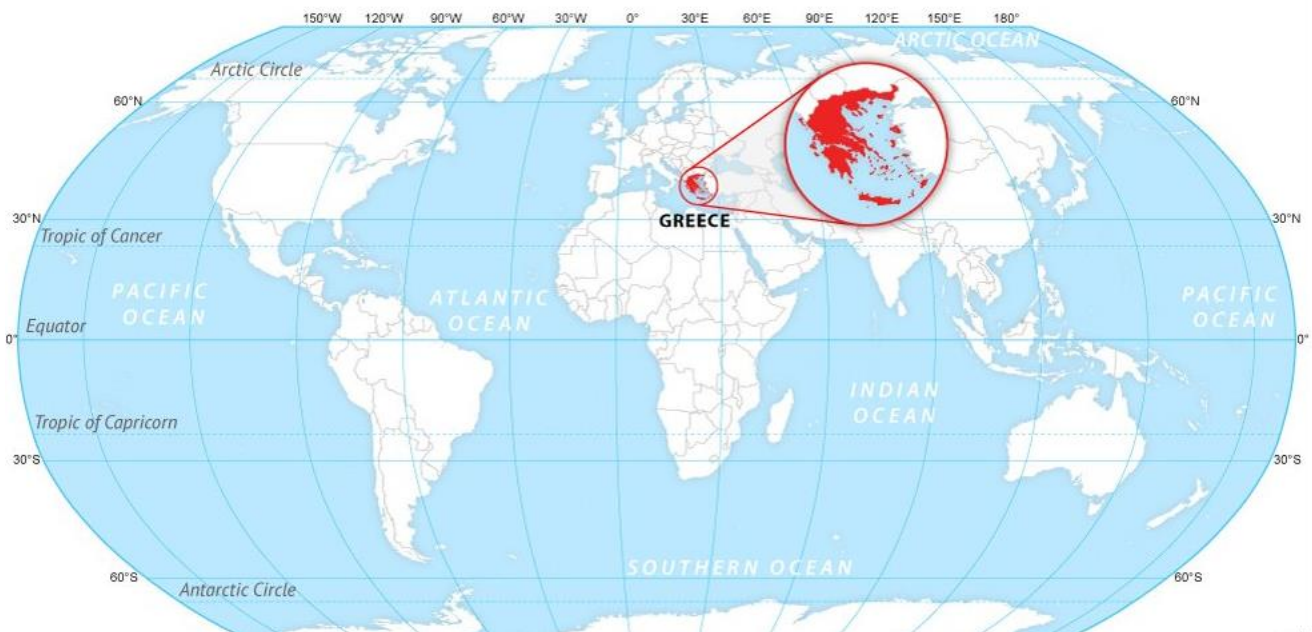 150°W 120°W 90°W 60°W 30°W 0° 30°E 60°E 90°E 120°E 150°E 180°
ARCTIC OCEAN
Arctic Circle
60°N 60°N
30°N GREECE 30°N
Tropic of Cancer
PACIFIC
OCEAN
ATLANTIC
OCEAN
PACIFIC
OCEAN
Equator
0° 0°
INDIAN
OCEAN
Tropic of Capricorn
30°S 30°S
SOUTHERN OCEAN
60°S 60°S
Antarctic Circle